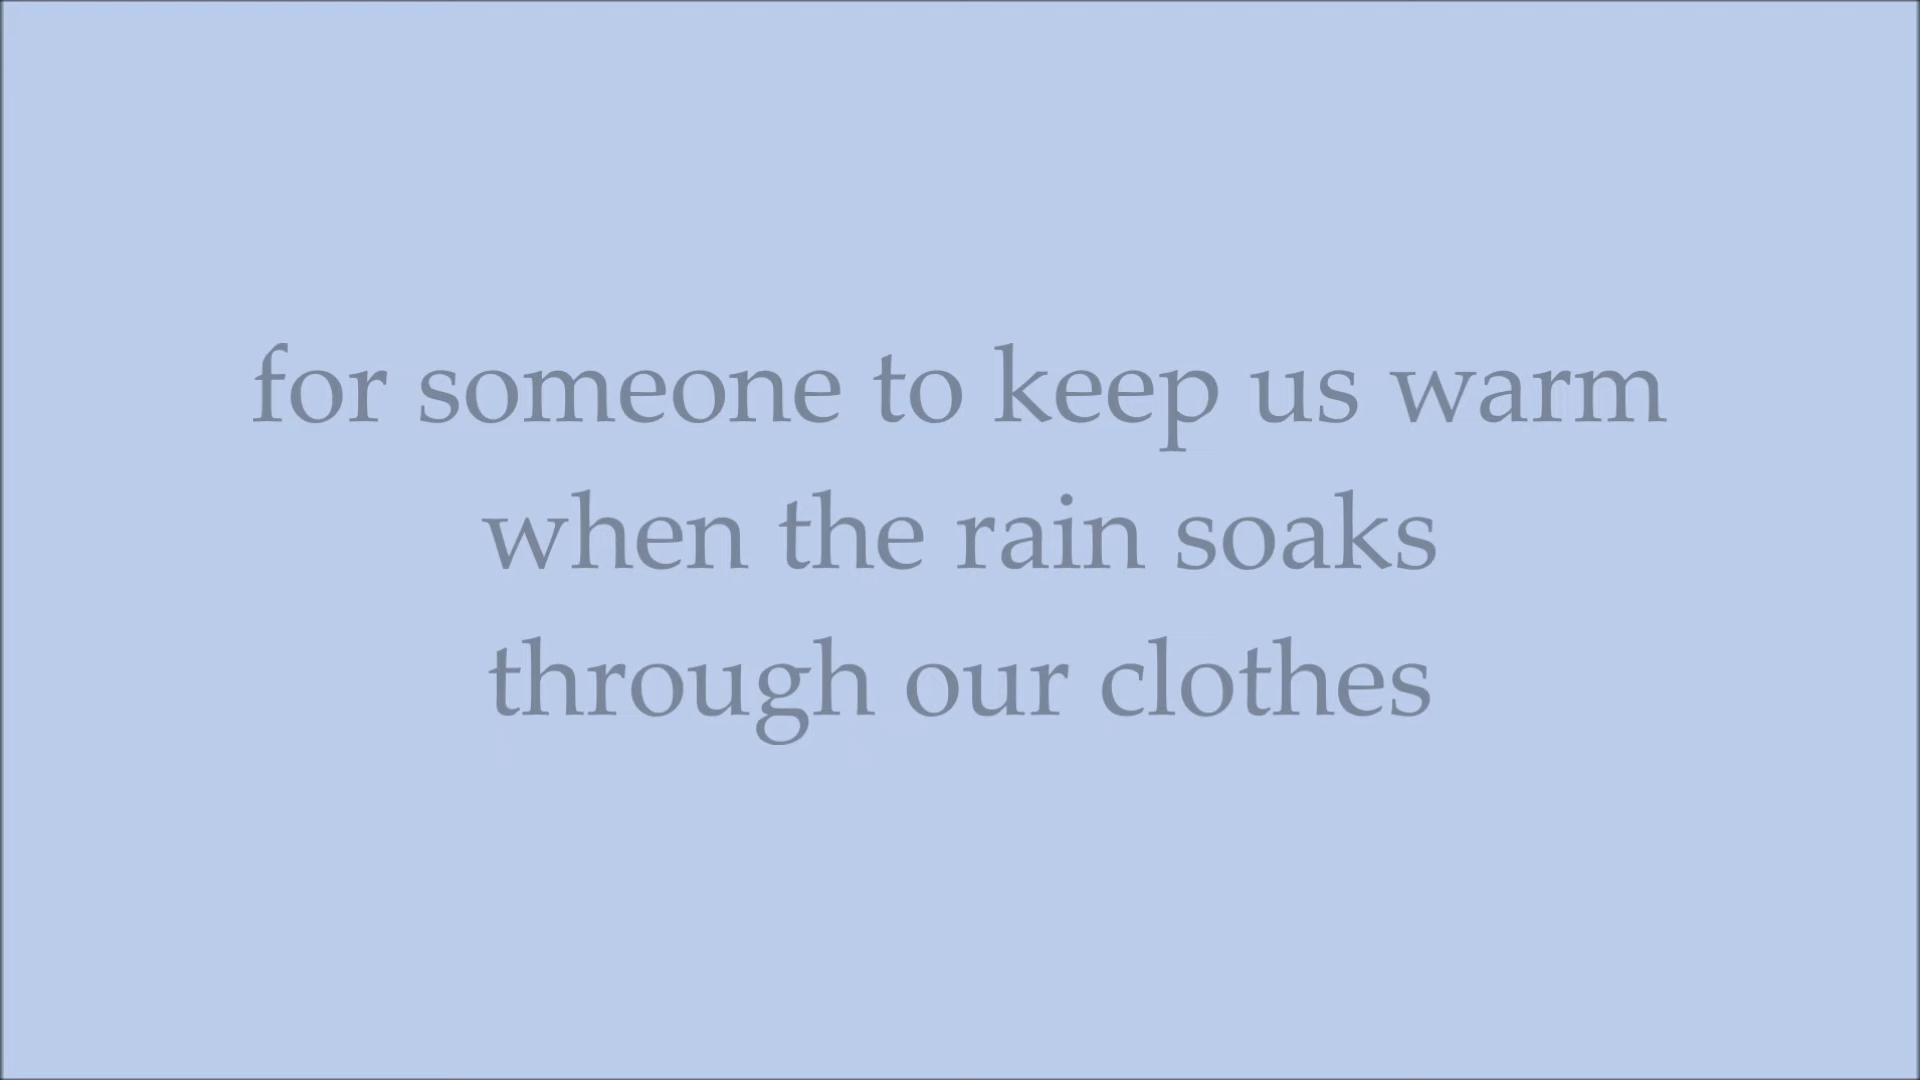 for someone to keep us warm
when the rain soaks
through our clothes